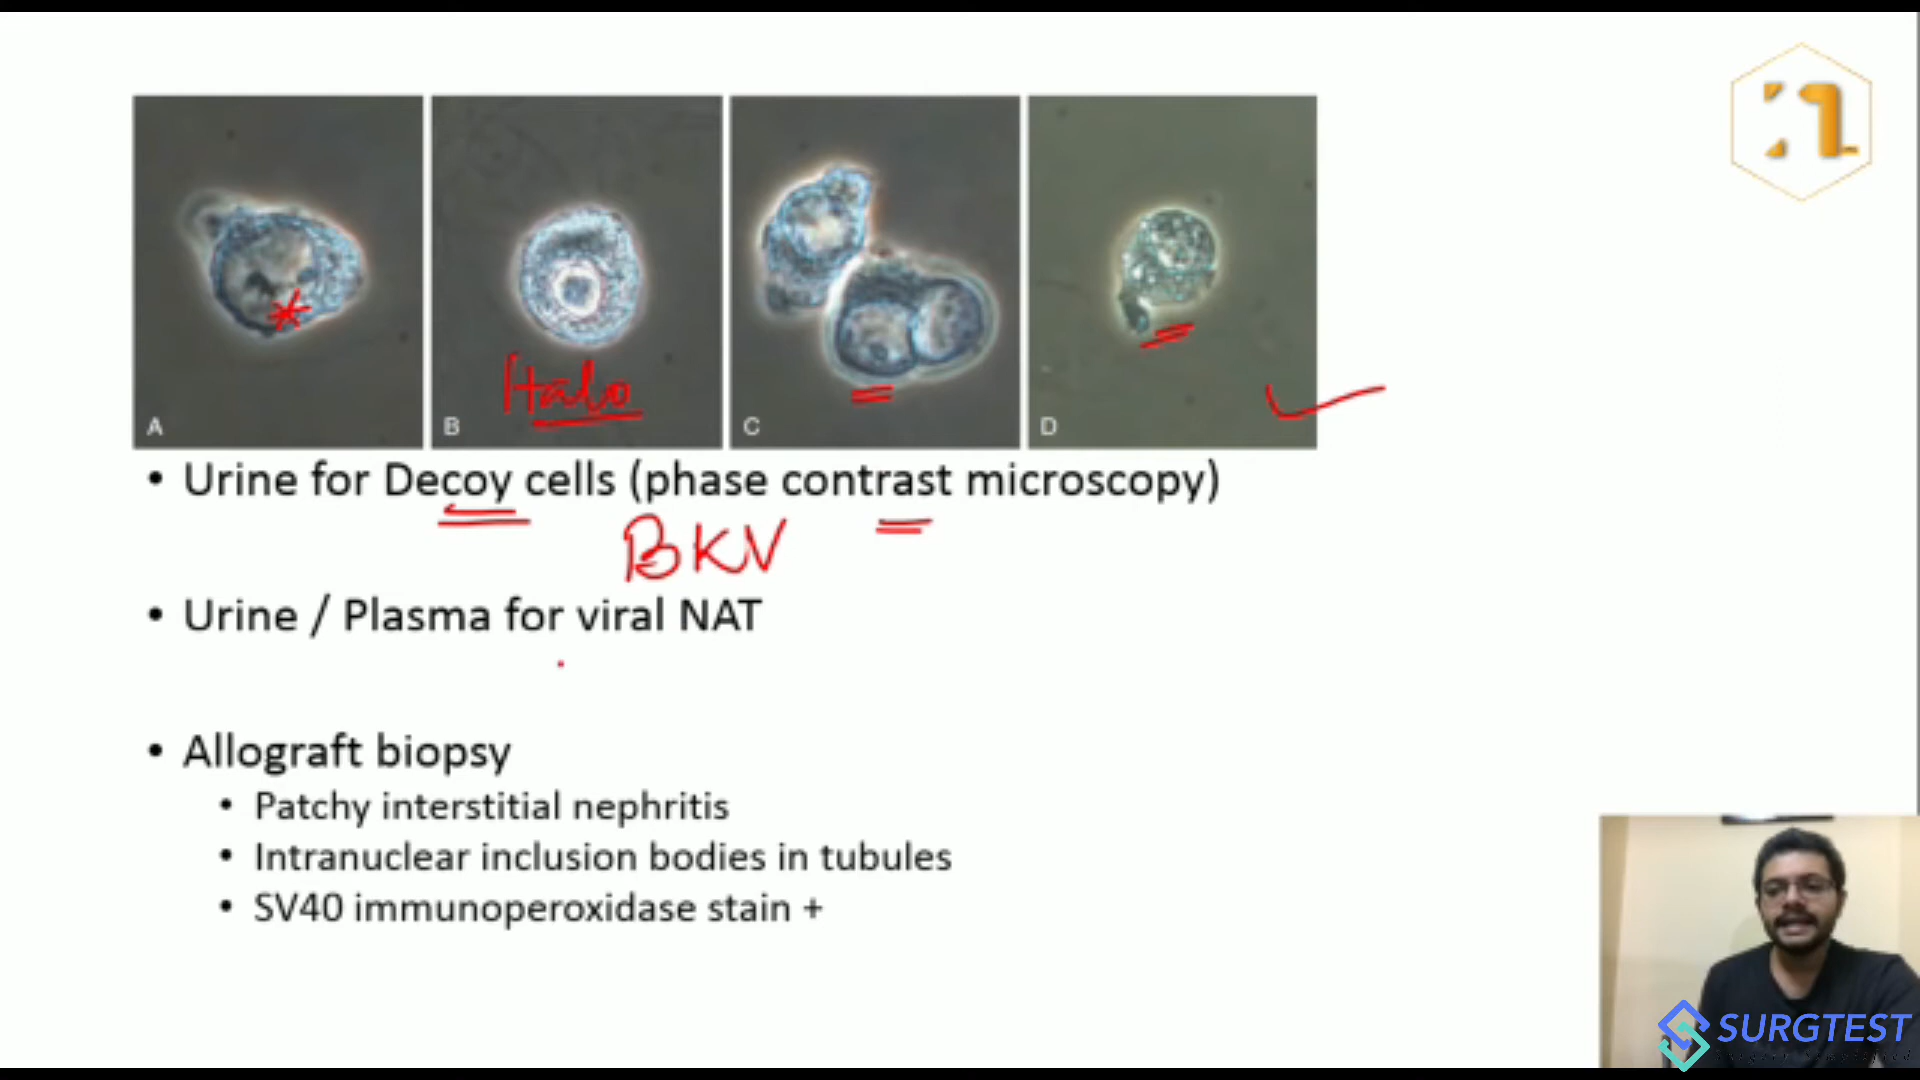 A B C D
Halo
• Urine for Decoy cells (phase contrast microscopy)
BKV
• Urine / Plasma for viral NAT
• Allograft biopsy
• Patchy interstitial nephritis
• Intranuclear inclusion bodies in tubules
• SV40 immunoperoxidase stain +
SURGTEST